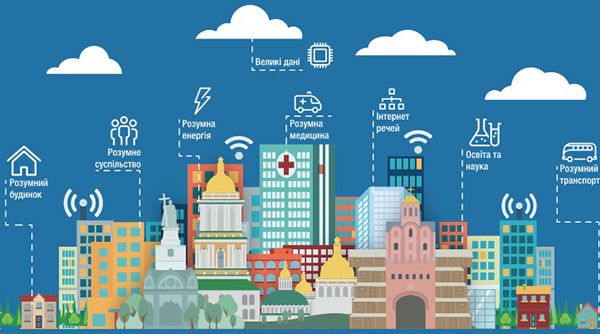 Великі дані
Розумна
енергія
Розумна
медицина
Інтернет
речей
Розумне
суспільство
Освіта та
наука
Розумний
будинок
Розумний
транспорт